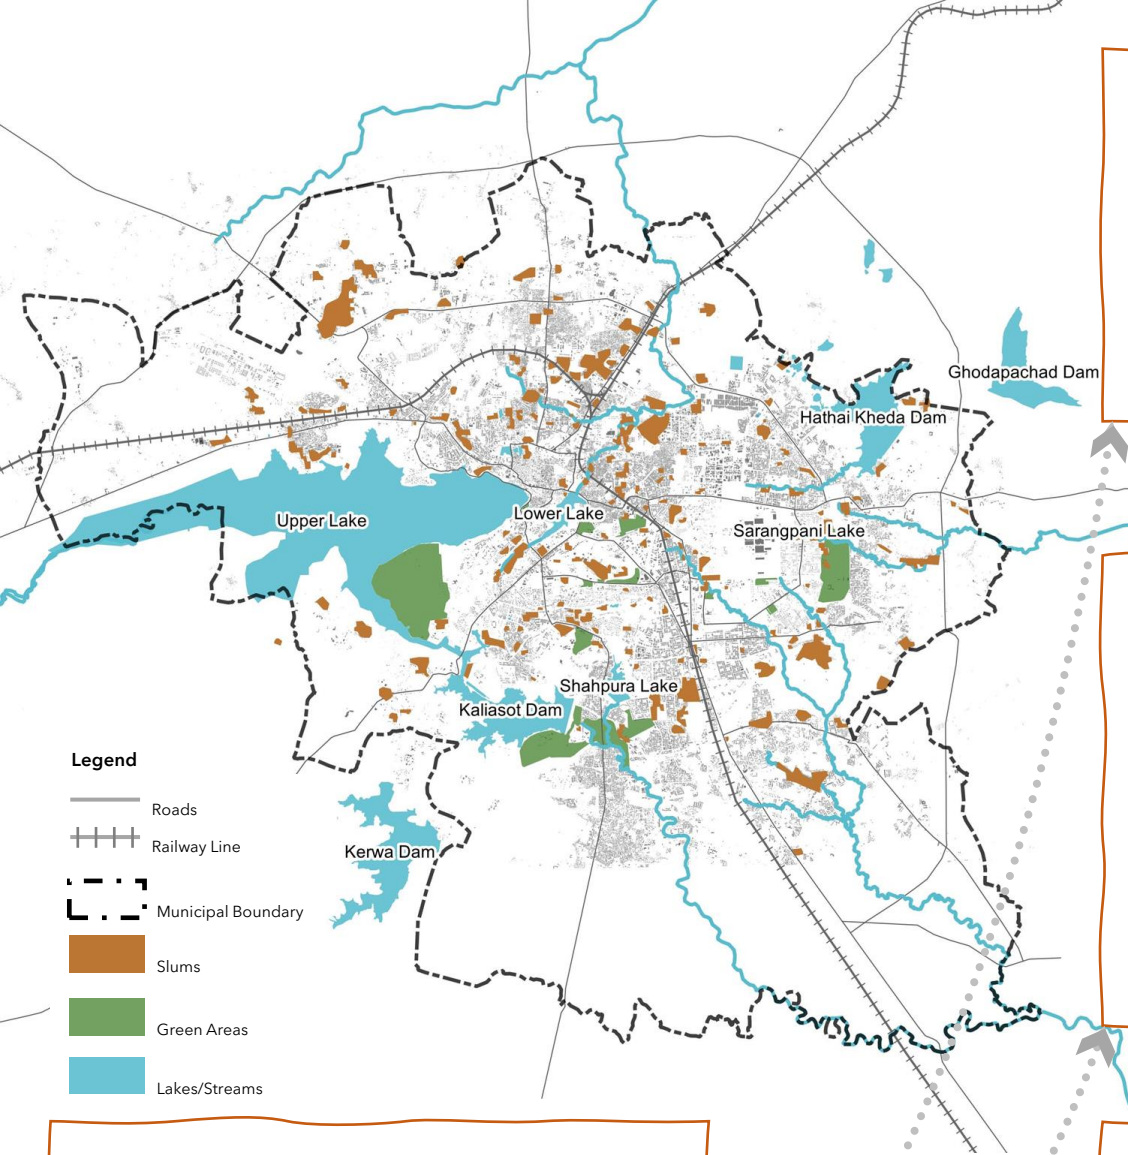 Ghodapachad Dam
Hathai Kheda Dam
Upper Lake
Lower Lake
Sarangpani Lake
Shahpura Lake
Kaliasot Dam
Kerwa Dam
Legend
Roads
Railway Line
Municipal Boundary
Slums
Green Areas
Lakes/Streams